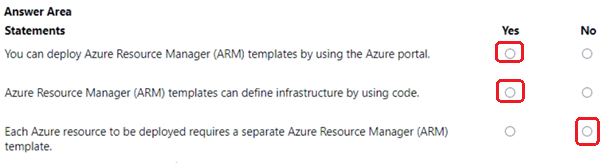 Answer Area
Statements Yes No
You can deploy Azure Resource Manager (ARM) templates by using the Azure portal.
Azure Resource Manager (ARM) templates can define infrastructure by using code.
Each Azure resource to be deployed requires a separate Azure Resource Manager (ARM)
template.